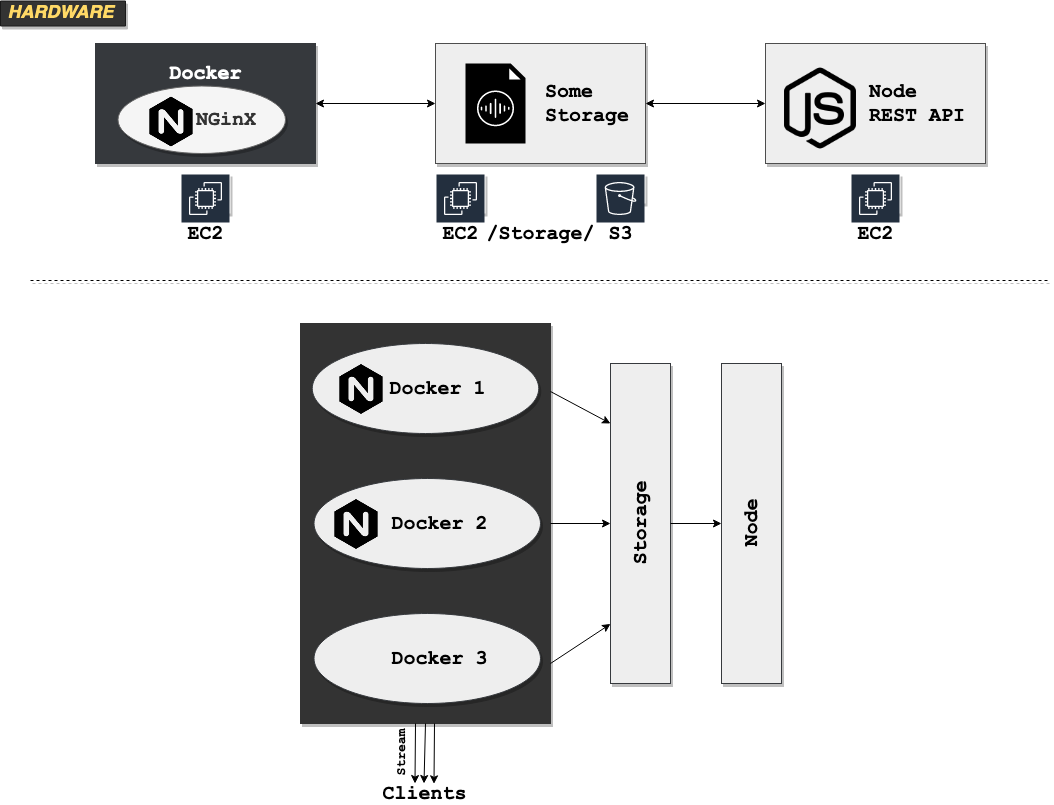 HARDWARE
Docker
NGinX
Some
Storage
JS
Node
REST API
EC2
EC2 /Storage/ S3
EC2
N Docker 1
N Docker 2
Docker 3
Storage
Node
Stream
Clients